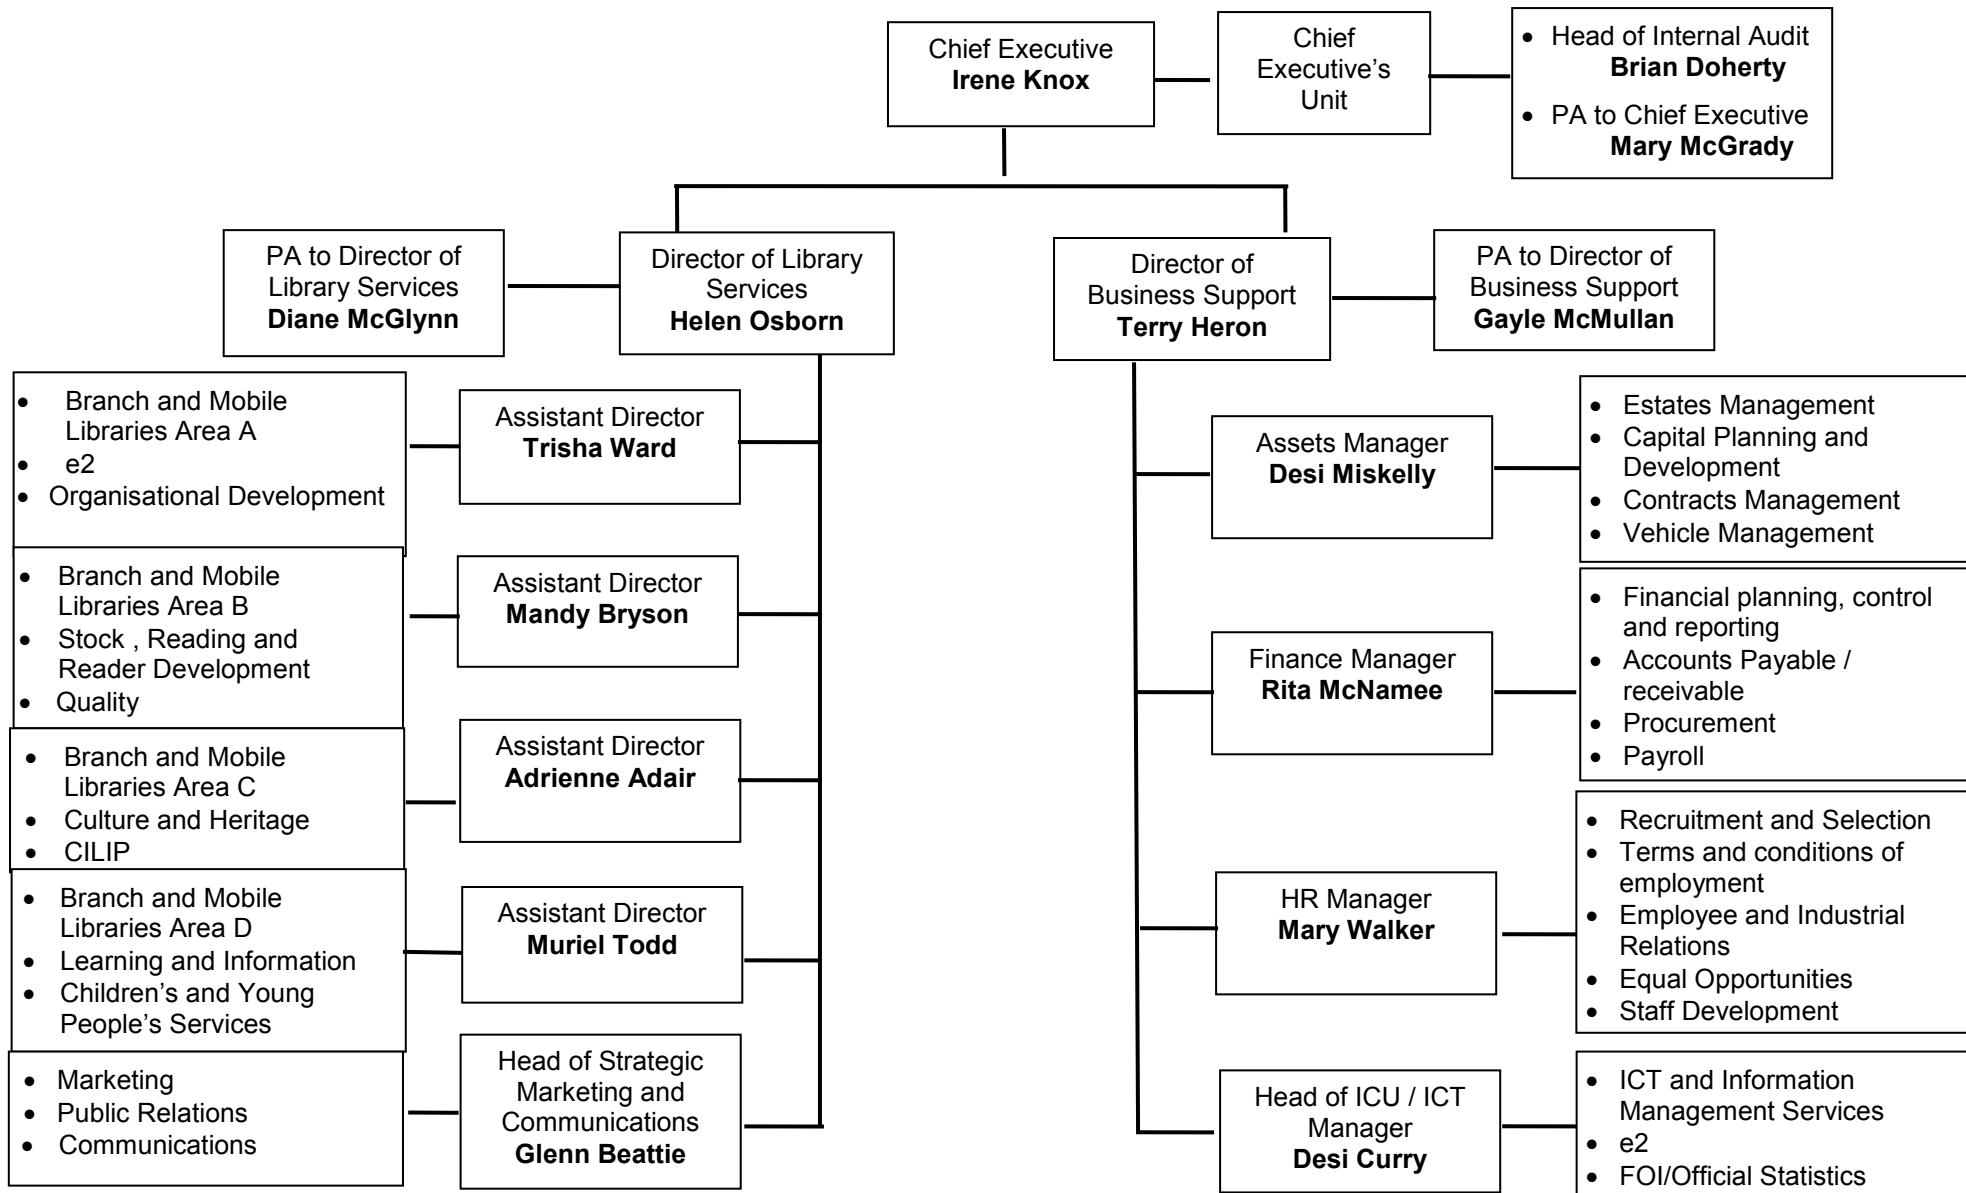 Chief Executive
Irene Knox
Chief
Executive’s
Unit
• Head of Internal Audit
Brian Doherty
• PA to Chief Executive
Mary McGrady
PA to Director of
Library Services
Diane McGlynn
Director of Library
Services
Helen Osborn
Director of
Business Support
Terry Heron
PA to Director of
Business Support
Gayle McMullan
• Branch and Mobile
Libraries Area A
• e2
• Organisational Development
Assistant Director
Trisha Ward
• Branch and Mobile
Libraries Area B
• Stock , Reading and
Reader Development
• Quality
Assistant Director
Mandy Bryson
• Branch and Mobile
Libraries Area C
• Culture and Heritage
• CILIP
Assistant Director
Adrienne Adair
• Branch and Mobile
Libraries Area D
• Learning and Information
• Children’s and Young
People’s Services
Assistant Director
Muriel Todd
• Marketing
• Public Relations
• Communications
Head of Strategic
Marketing and
Communications
Glenn Beattie
Assets Manager
Desi Miskelly
• Estates Management
• Capital Planning and
Development
• Contracts Management
• Vehicle Management
Finance Manager
Rita McNamee
• Financial planning, control
and reporting
• Accounts Payable /
receivable
• Procurement
• Payroll
HR Manager
Mary Walker
• Recruitment and Selection
• Terms and conditions of
employment
• Employee and Industrial
Relations
• Equal Opportunities
• Staff Development
Head of ICU / ICT
Manager
Desi Curry
• ICT and Information
Management Services
• e2
• FOI/Official Statistics